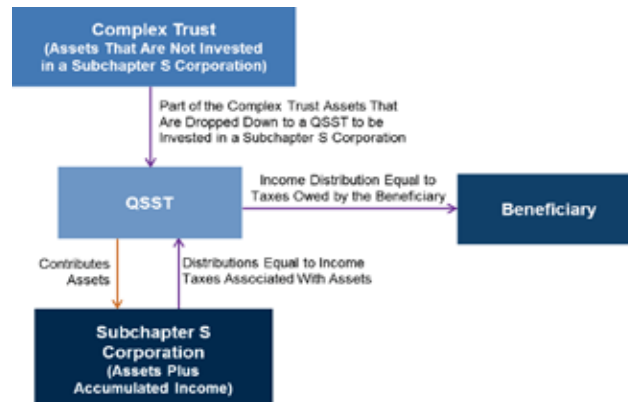 Complex Trust
(Assets That Are Not Invested
in a Subchapter S Corporation)
Part of the Complex Trust Assets That
Are Dropped Down to a QSST to be
Invested in a Subchapter S Corporation
QSST
Income Distribution Equal to
Taxes Owed by the Beneficiary
Beneficiary
Contributes
Assets
Distributions Equal to Income
Taxes Associated With Assets
Subchapter S
Corporation
(Assets Plus
Accumulated Income)